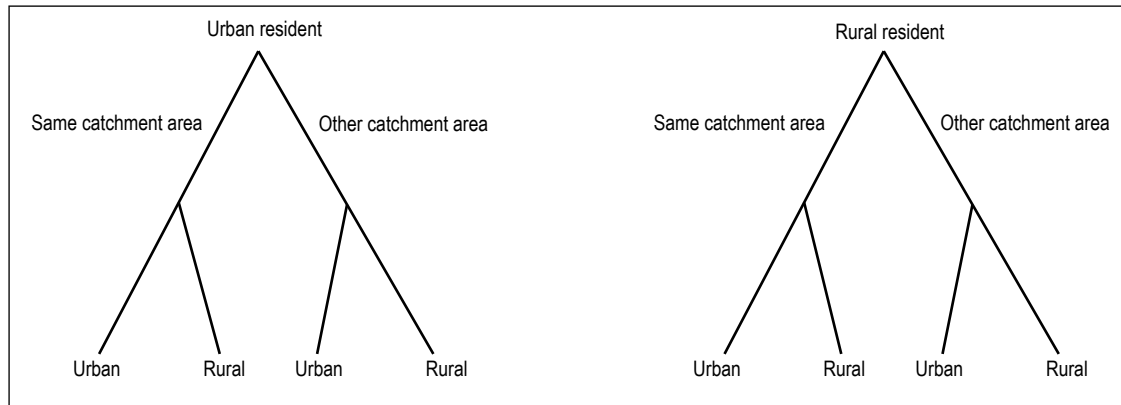 Urban resident
Same catchment area
Other catchment area
Urban
Rural
Urban
Rural
Rural resident
Same catchment area
Other catchment area
Urban
Rural
Urban
Rural